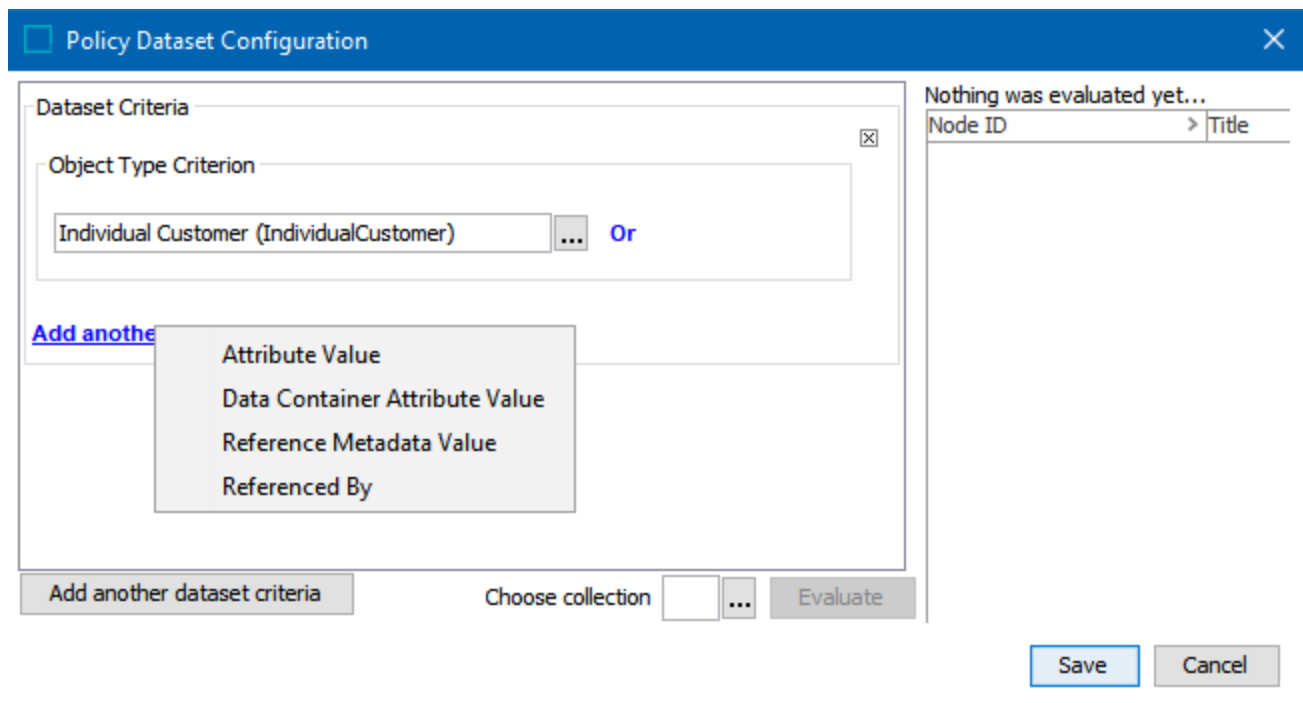 Policy Dataset Configuration
Dataset Criteria
Object Type Criterion
Individual Customer (IndividualCustomer) ... Or
Add anothe
Attribute Value
Data Container Attribute Value
Reference Metadata Value
Referenced By
Add another dataset criteria
Choose collection ... Evaluate
Nothing was evaluated yet...
Node ID > Title
Save Cancel